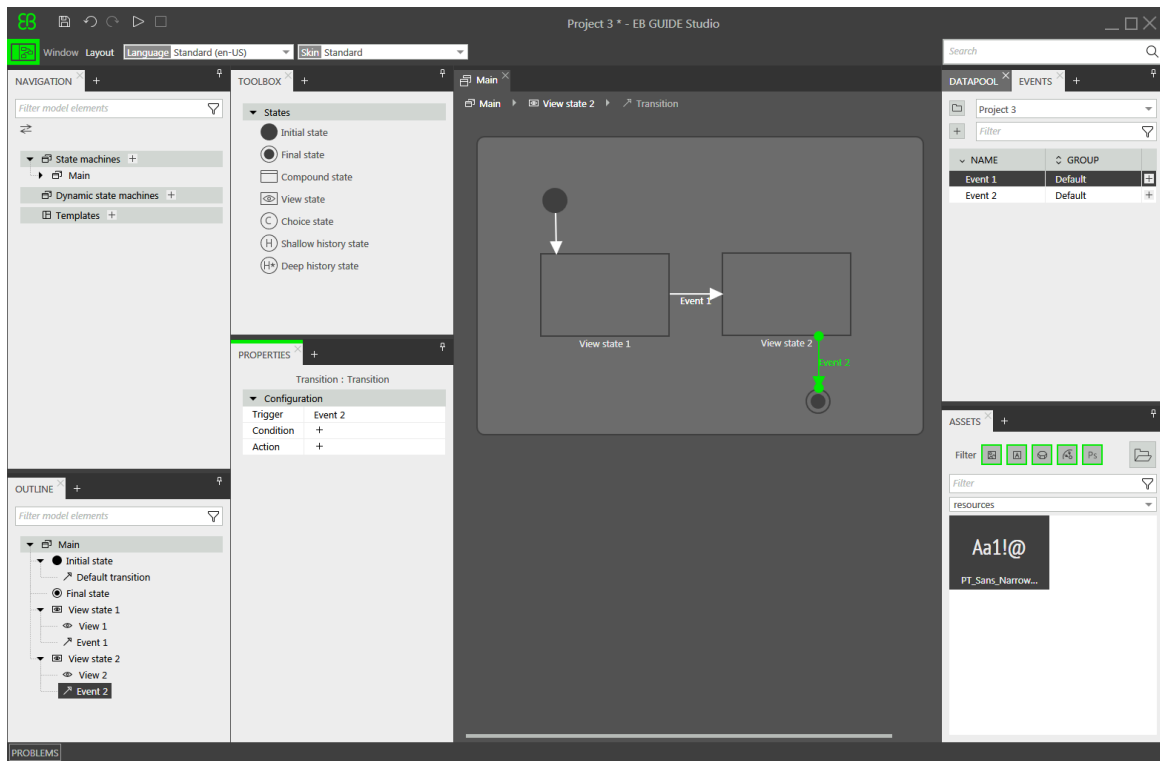 EB
Project 3 * - EB GUIDE Studio
Window Layout Language Standard (en-US) Skin Standard
Search
NAVIGATION
Filter model elements
State machines
Main
Dynamic state machines
Templates
OUTLINE
Filter model elements
Main
Initial state
Default transition
Final state
View state 1
View 1
Event 1
View state 2
View 2
Event 2
TOOLBOX
States
Initial state
Final state
Compound state
View state
C Choice state
H Shallow history state
H* Deep history state
PROPERTIES
Transition : Transition
Configuration
Trigger Event 2
Condition +
Action +
Main
Main View state 2 Transition
Event 1
View state 1
View state 2
Event 2
DATAPOOL EVENTS
Project 3
Filter
NAME GROUP
Event 1 Default
Event 2 Default
ASSETS
Filter A Ps
Filter
resources
Aa1!@
PT_Sans_Narrow...
PROBLEMS